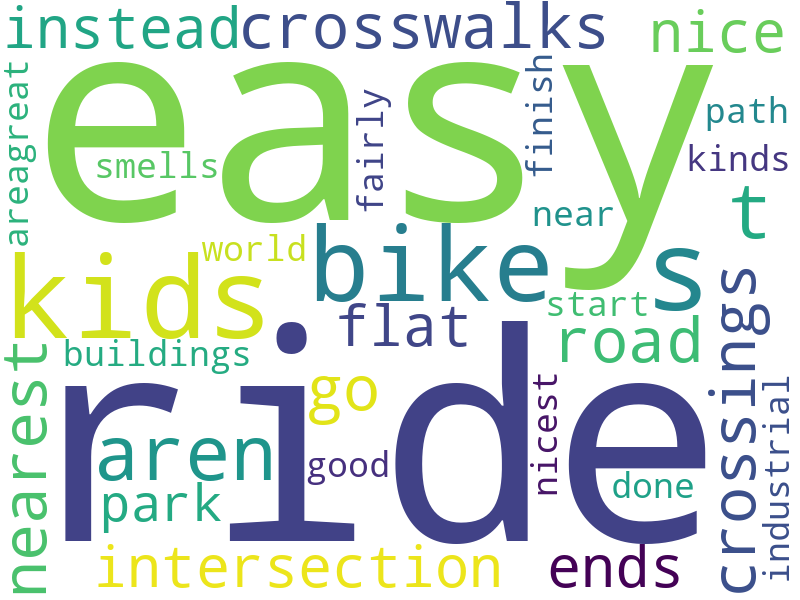 instead
crosswalks
nice
easy
areagreat
smells
fairly
finish
path
kinds
near
t
world
kids
bike
s
start
flat
road
buildings
ride
nearest
go
crossings
aren
good
nicest
industrial
park
done
intersection
ends